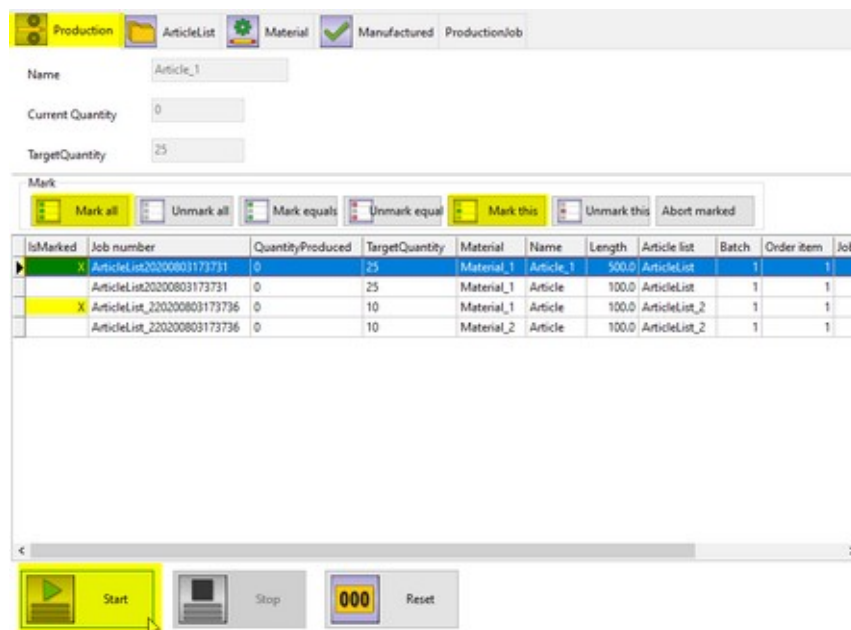 Production ArticleList Material Manufactured ProductionJob
Name Article_1
Current Quantity 0
TargetQuantity 25
Mark
Mark all Unmark all Mark equals Unmark equal Mark this Unmark this Abort marked
IsMarked Job number QuantityProduced TargetQuantity Material Name Length Article list Batch Order item Jol
X ArticleList20200803173731 0 25 Material_1 Article_1 500.0 ArticleList 1 1
ArticleList20200803173731 0 25 Material_1 Article 100.0 ArticleList 1 1
X ArticleList_220200803173736 0 10 Material_1 Article 100.0 ArticleList_2 1 1
ArticleList_220200803173736 0 10 Material_2 Article 100.0 ArticleList_2 1 1
Start Stop 000 Reset